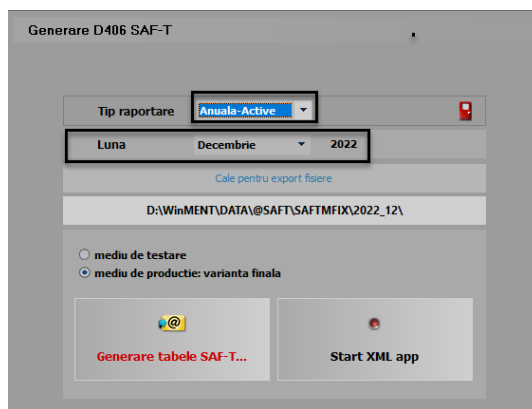 Generare D406 SAF-T
Tip raportare Anuala-Active
Luna Decembrie 2022
Cale pentru export fisiere
D:\WinMENT\DATA\@SAFT\SAFTMFIX\2022_12\
mediu de testare
mediu de productie: varianta finala
Generare tabele SAF-T... Start XML app